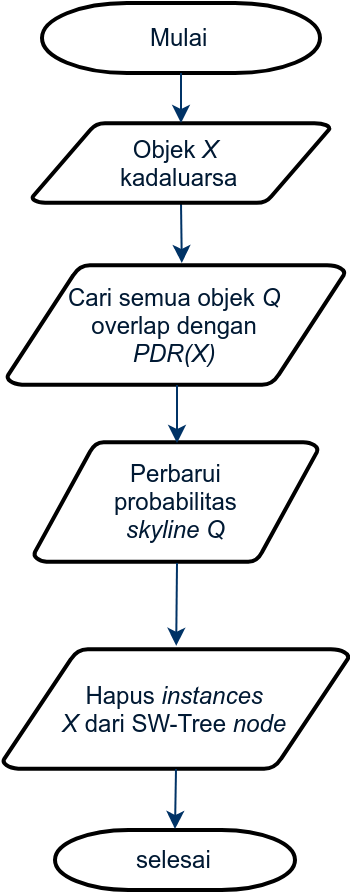 Mulai
Objek X
kadaluarsa
Cari semua objek Q
overlap dengan
PDR(X)
Perbarui
probabilitas
skyline Q
Hapus instances
X dari SW-Tree node
selesai